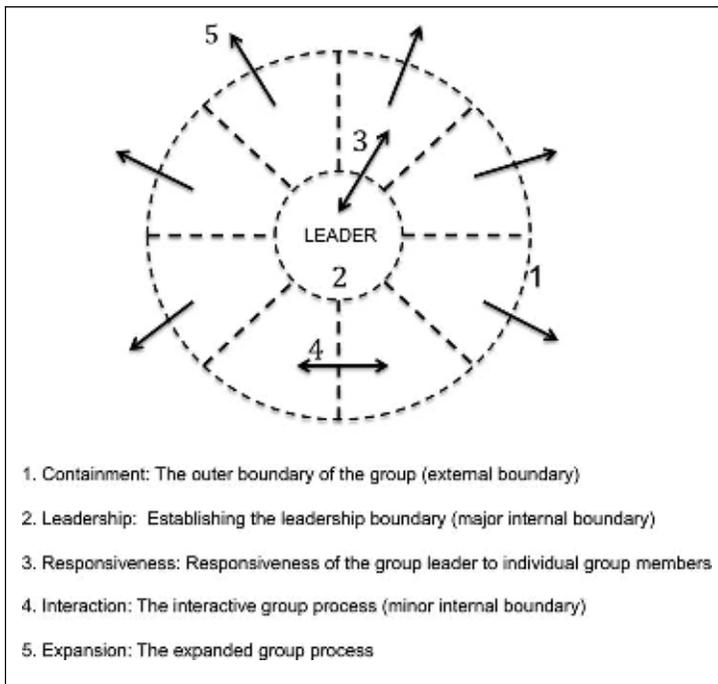 5
3
LEADER
2
1
4
1. Containment: The outer boundary of the group (external boundary)
2. Leadership: Establishing the leadership boundary (major internal boundary)
3. Responsiveness: Responsiveness of the group leader to individual group members
4. Interaction: The interactive group process (minor internal boundary)
5. Expansion: The expanded group process